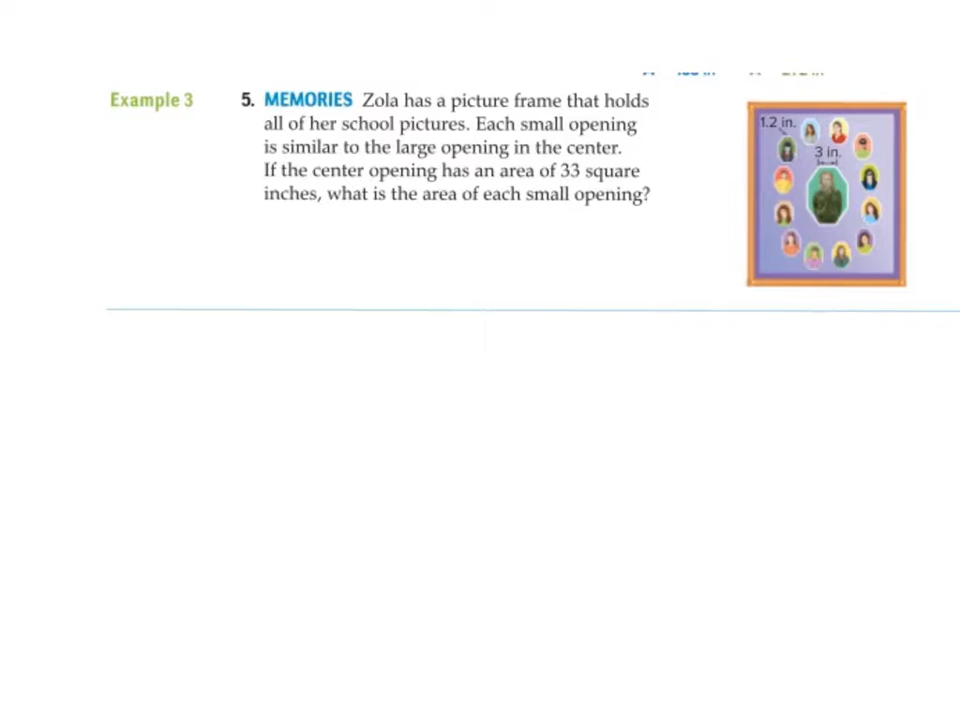 Example 3 5. MEMORIES Zola has a picture frame that holds
all of her school pictures. Each small opening
is similar to the large opening in the center.
If the center opening has an area of 33 square
inches, what is the area of each small opening?
1.2 in.
3 in.